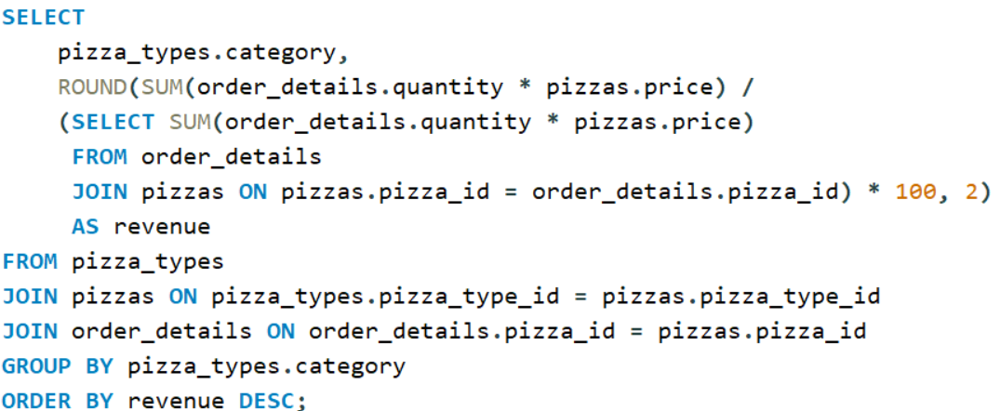 SELECT
    pizza_types.category,
    ROUND(SUM(order_details.quantity * pizzas.price) /
    (SELECT SUM(order_details.quantity * pizzas.price)
     FROM order_details
     JOIN pizzas ON pizzas.pizza_id = order_details.pizza_id) * 100, 2)
     AS revenue
FROM pizza_types
JOIN pizzas ON pizza_types.pizza_type_id = pizzas.pizza_type_id
JOIN order_details ON order_details.pizza_id = pizzas.pizza_id
GROUP BY pizza_types.category
ORDER BY revenue DESC;